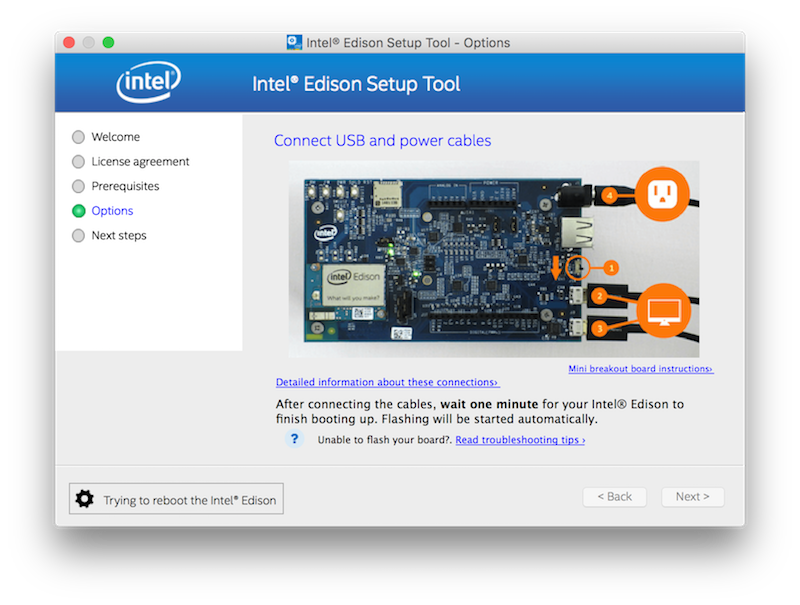 Intel® Edison Setup Tool - Options
intel®
Intel® Edison Setup Tool
Welcome
License agreement
Prerequisites
Options
Next steps
Connect USB and power cables
ANALOG IN
POWER
4
intel
1
intel Edison
What will you make?
2
3
Mini breakout board instructions›
Detailed information about these connections›
After connecting the cables, wait one minute for your Intel® Edison to
finish booting up. Flashing will be started automatically.
? Unable to flash your board?. Read troubleshooting tips ›
Trying to reboot the Intel® Edison
< Back
Next >